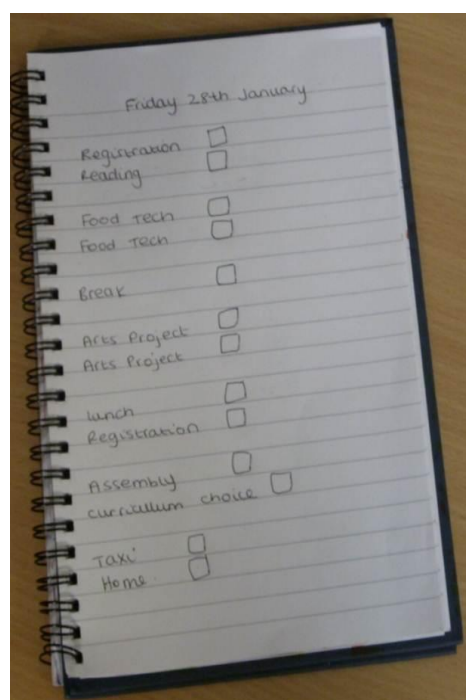 Friday 28th January
Registration
Reading
Food Tech
Food Tech
Break
Arts Project
Arts Project
lunch
Registration
Assembly
curriculum choice
Taxi
Home